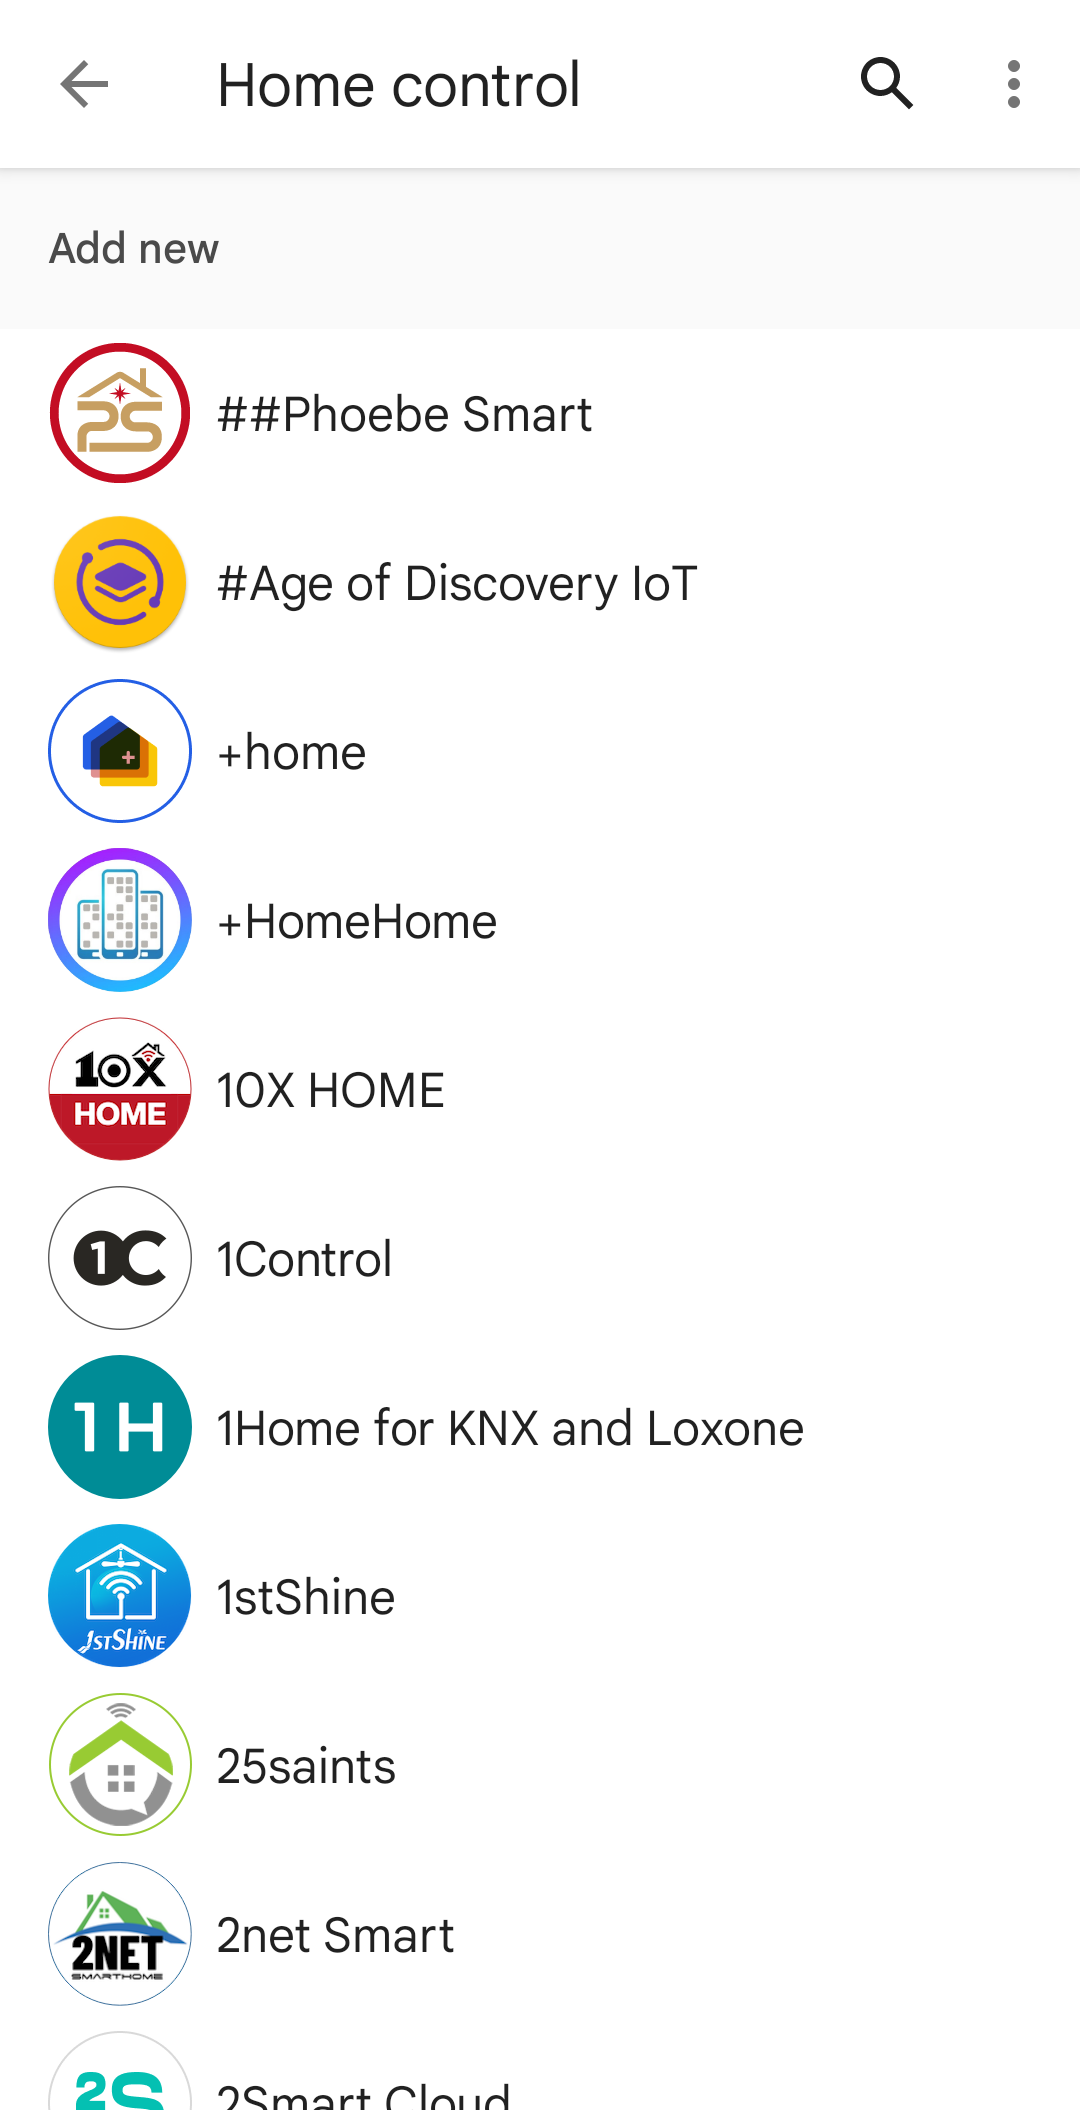 Home control
Add new
##Phoebe Smart
#Age of Discovery IoT
+home
+HomeHome
10X
HOME
10X HOME
1C
1Control
1H
1Home for KNX and Loxone
1STSHINE
1stShine
25saints
2NET
SMARTHOME
2net Smart
2S
2Smart Cloud